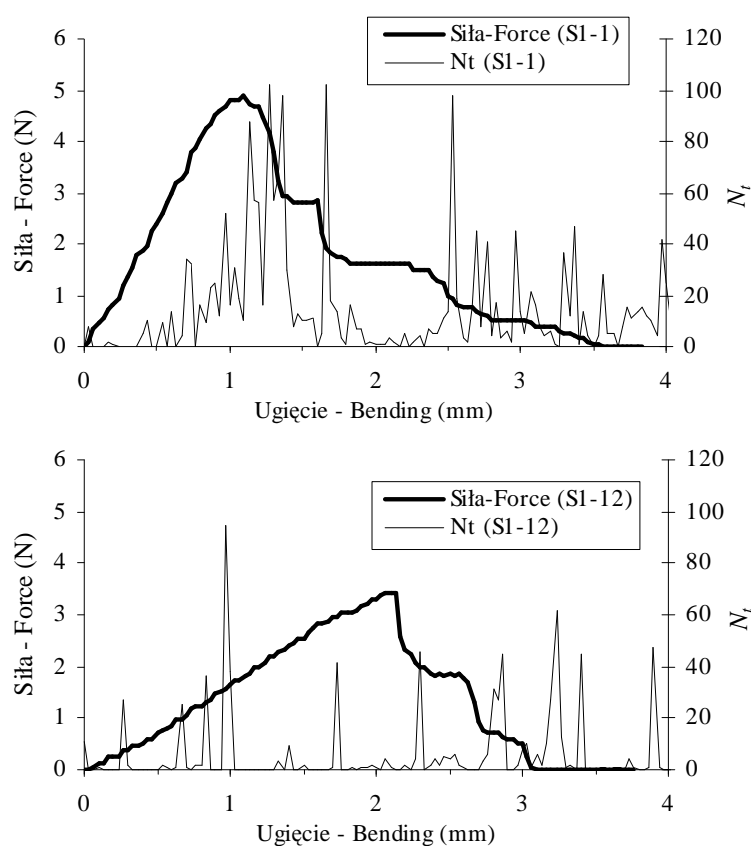 Siła-Force (S1-1)
Nt (S1-1)
6 120
5 100
4 80
3 60
2 40
1 20
0 0
0 1 2 3 4
Siła - Force (N)
Nt
Ugięcie - Bending (mm)
Siła-Force (S1-12)
Nt (S1-12)
6 120
5 100
4 80
3 60
2 40
1 20
0 0
0 1 2 3 4
Siła - Force (N)
Nt
Ugięcie - Bending (mm)